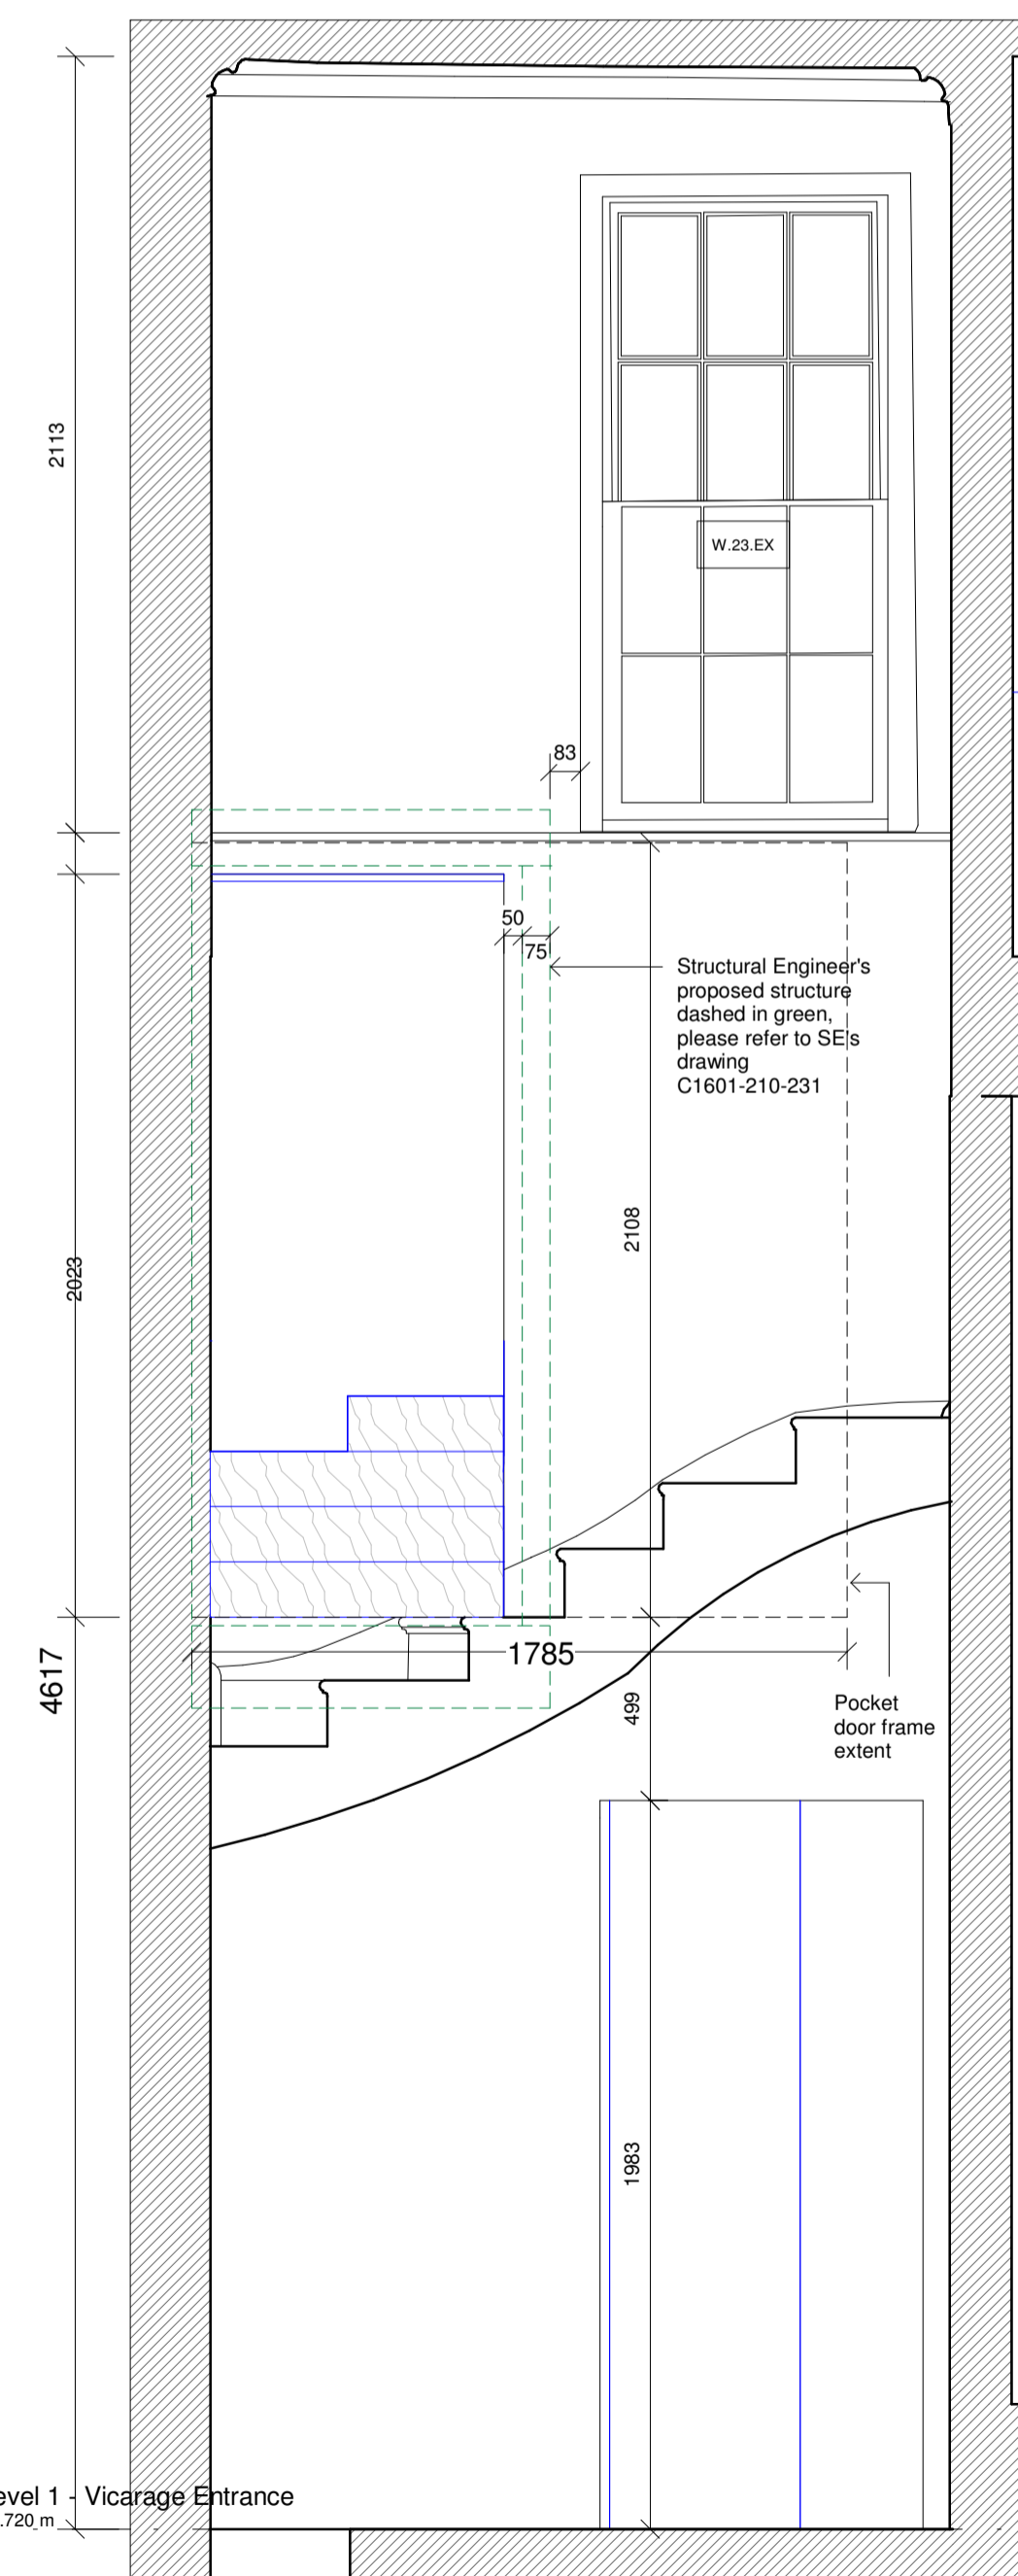 2113
W.23.EX
83
50
75
Structural Engineer's
proposed structure
dashed in green,
please refer to SE's
drawing
C1601-210-231
2108
2023
1785
4617
499
Pocket
door frame
extent
1983
evel 1 - Vicarage Entrance
.720 m